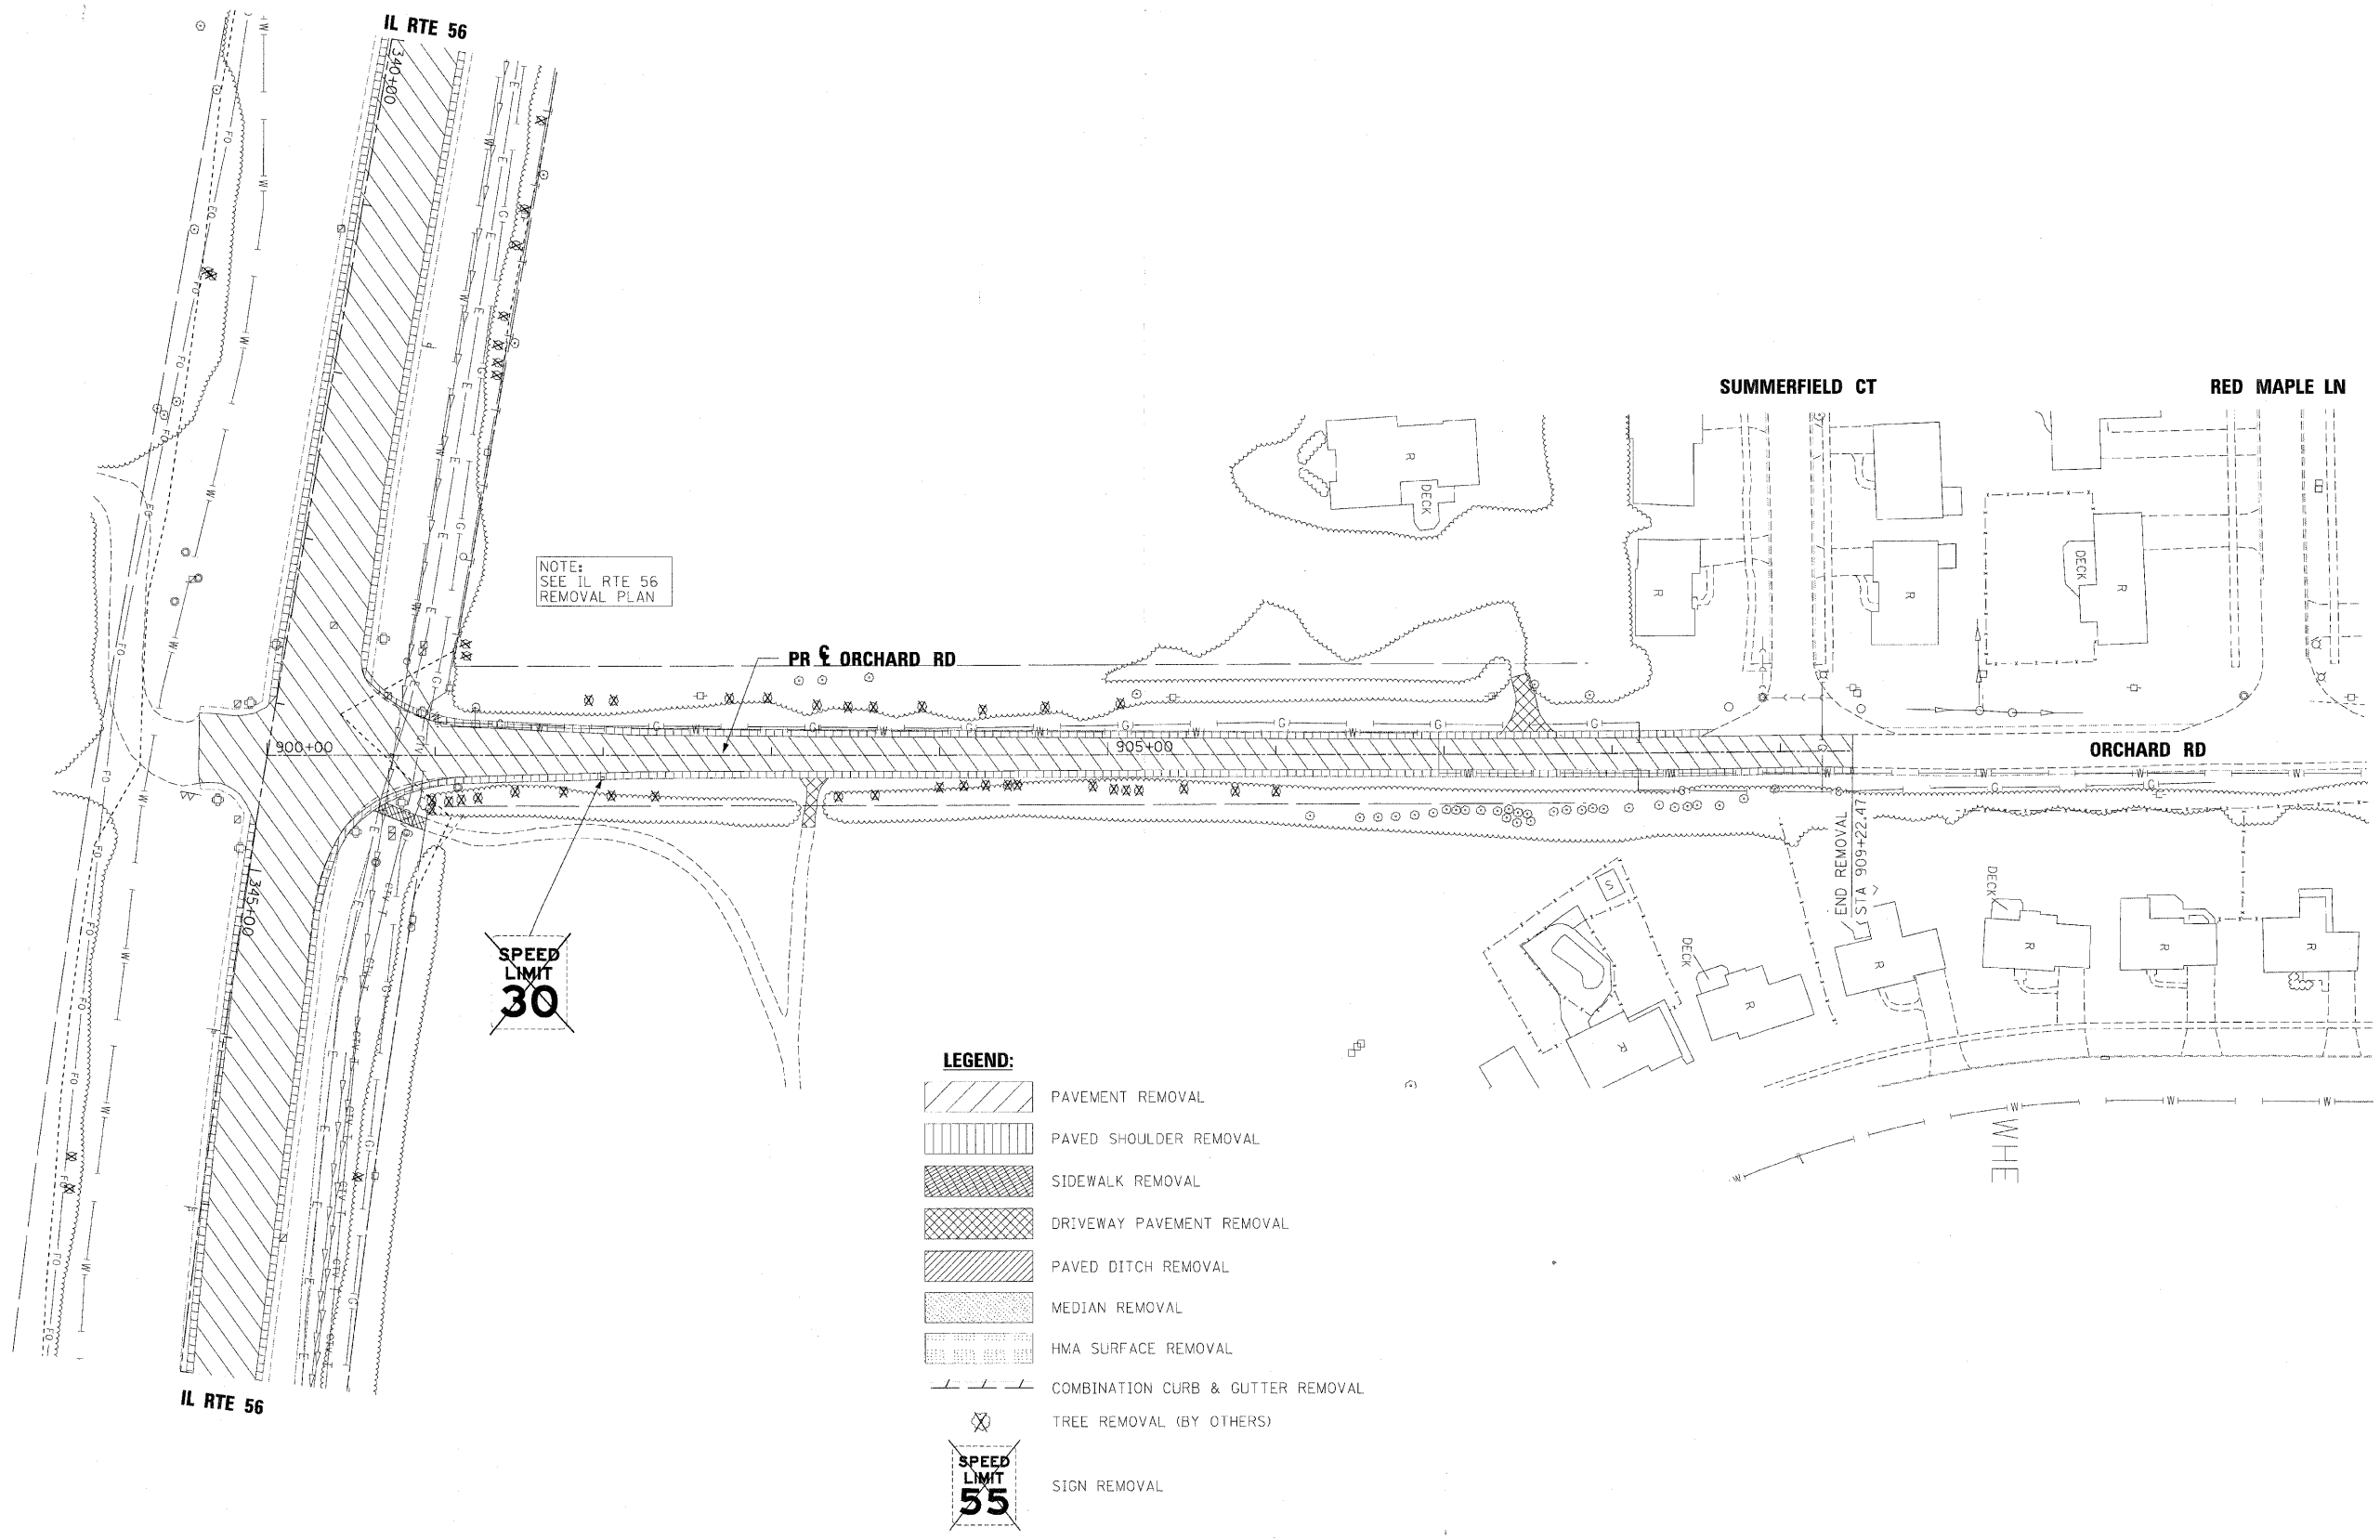 IL RTE 56
340+00
SUMMERFIELD CT
RED MAPLE LN
R
DECK
NOTE:
SEE IL RTE 56
REMOVAL PLAN
R
R
DECK
R
PR ℄ ORCHARD RD
900+00
905+00
ORCHARD RD
345+00
END REMOVAL
STA 909+22.47
SPEED
LIMIT
30
S
DECK
R
R
R
DECK
R
R
R
WHE
LEGEND:
PAVEMENT REMOVAL
PAVED SHOULDER REMOVAL
SIDEWALK REMOVAL
DRIVEWAY PAVEMENT REMOVAL
PAVED DITCH REMOVAL
MEDIAN REMOVAL
HMA SURFACE REMOVAL
COMBINATION CURB & GUTTER REMOVAL
TREE REMOVAL (BY OTHERS)
SPEED
LIMIT
55
SIGN REMOVAL
IL RTE 56